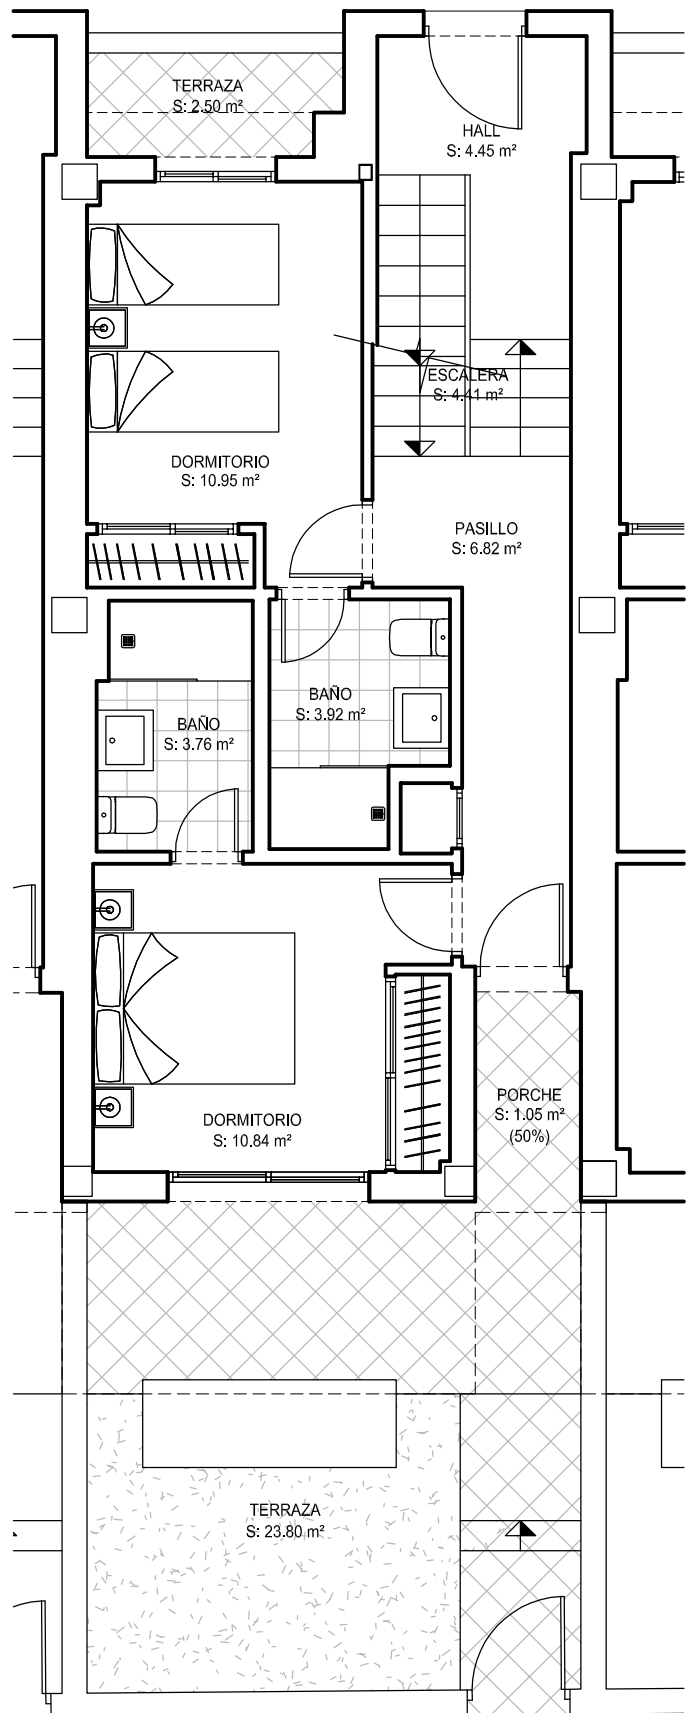 TERRAZA
S: 2.50 m²
HALL
S: 4.45 m²
ESCALERA
S: 4.41 m²
DORMITORIO
S: 10.95 m²
PASILLO
S: 6.82 m²
BAÑO
S: 3.92 m²
BAÑO
S: 3.76 m²
DORMITORIO
S: 10.84 m²
PORCHE
S: 1.05 m²
(50%)
TERRAZA
S: 23.80 m²